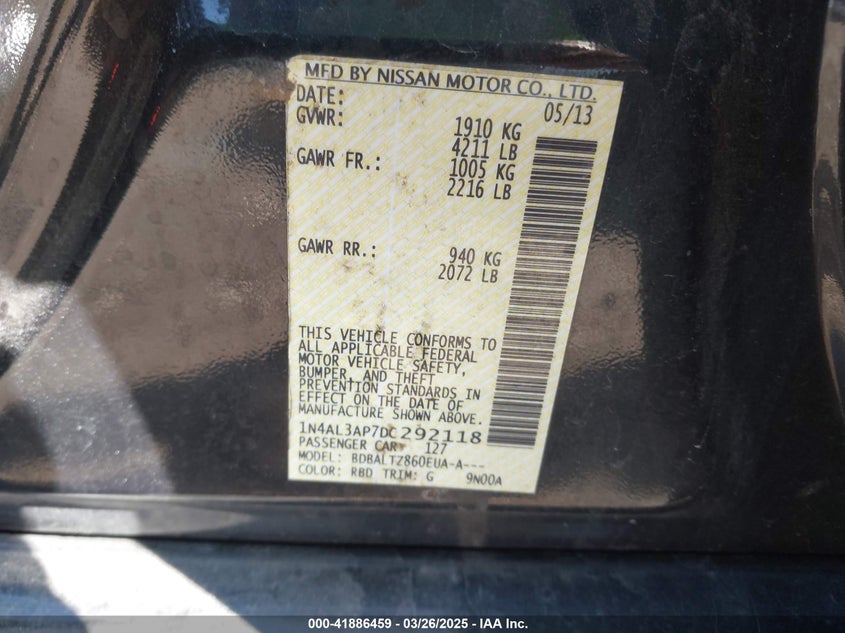 MFD BY NISSAN MOTOR CO., LTD.
DATE: 05/13
GVWR: 1910 KG
4211 LB
GAWR FR.: 1005 KG
2216 LB
GAWR RR.: 940 KG
2072 LB
THIS VEHICLE CONFORMS TO
ALL APPLICABLE FEDERAL
MOTOR VEHICLE SAFETY,
BUMPER, AND THEFT
PREVENTION STANDARDS IN
EFFECT ON THE DATE OF
MANUFACTURE SHOWN ABOVE.
1N4AL3AP7DC292118
PASSENGER CAR 127
MODEL: BDBALTZ860EUA-A---
COLOR: RBD TRIM: G 9N00A
000-41886459 / 03/26/2025 - IAA Inc.